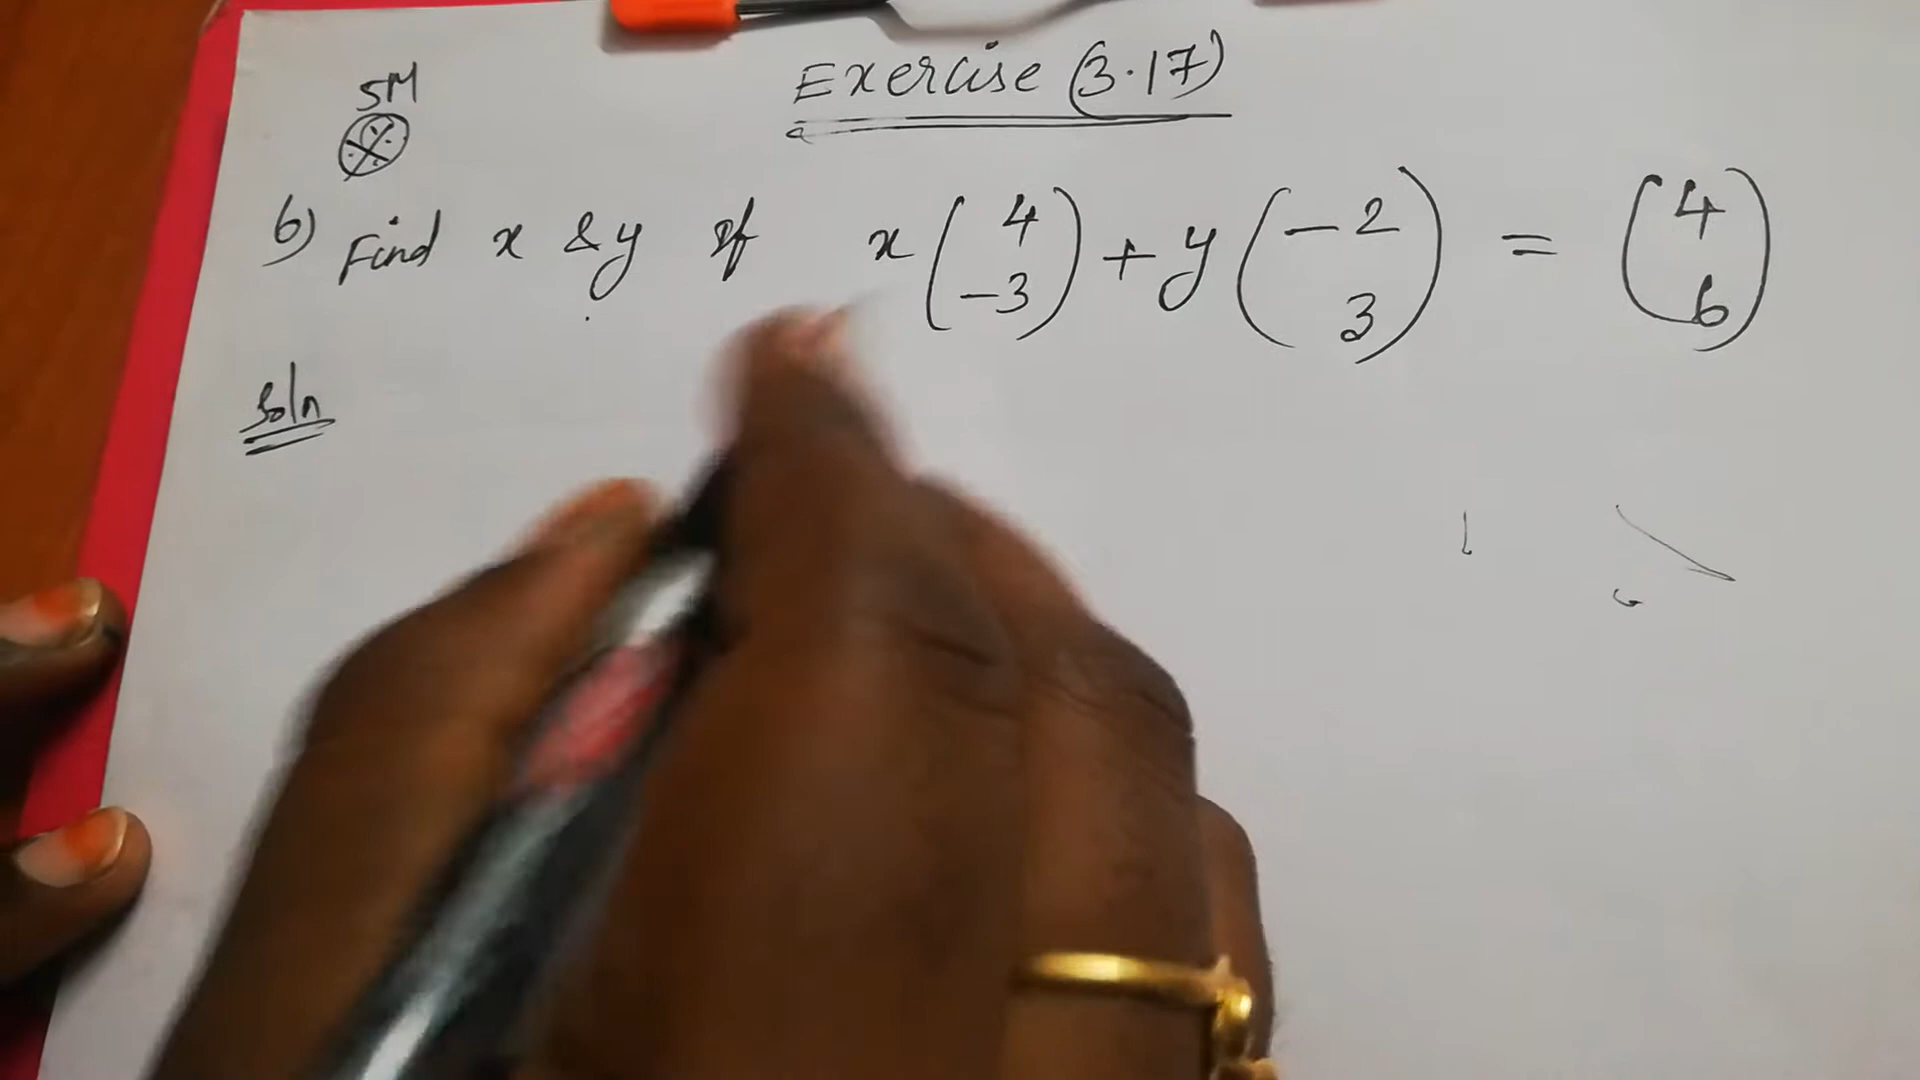 Exercise (3.17)
5M
6) Find x & y if x(4 -3) + y(-2 3) = (4 6)
Soln